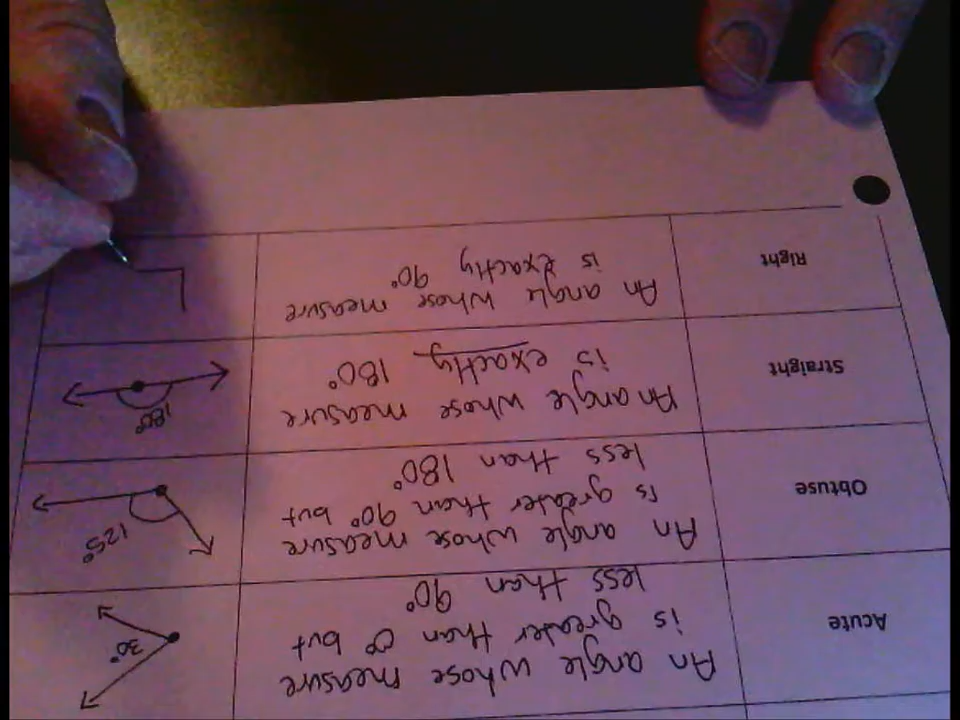 Acute
An angle whose measure
is greater than 0° but
less than 90°
30°
Obtuse
An angle whose measure
is greater than 90° but
less than 180°
125°
Straight
An angle whose measure
is exactly 180°
180°
Right
An angle whose measure
is exactly 90°